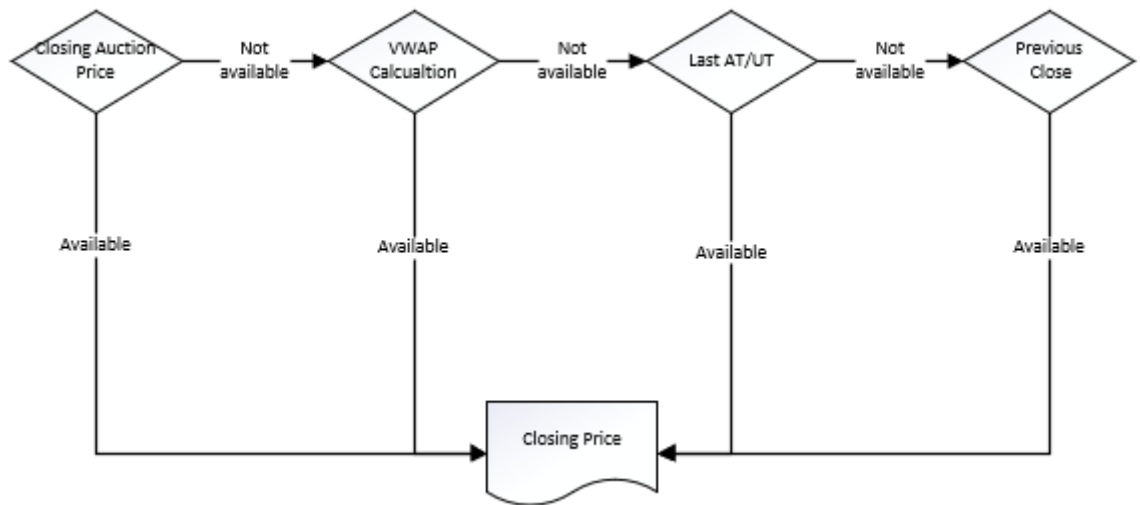 Closing Auction
Price
Not
available
VWAP
Calcualtion
Not
available
Last AT/UT
Not
available
Previous
Close
Available
Available
Available
Available
Closing Price